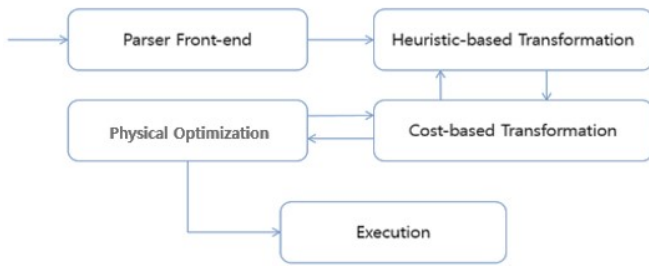 Parser Front-end
Heuristic-based Transformation
Physical Optimization
Cost-based Transformation
Execution